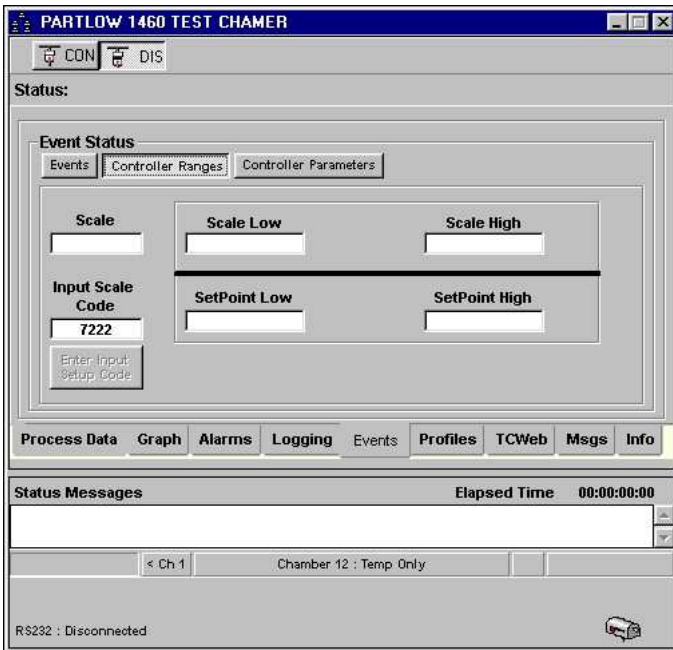 PARTLOW 1460 TEST CHAMER
CON DIS
Status:
Event Status
Events Controller Ranges Controller Parameters
Scale Scale Low Scale High
Input Scale
Code SetPoint Low SetPoint High
7222
Enter Input
Setup Code
Process Data Graph Alarms Logging Events Profiles TCWeb Msgs Info
Status Messages Elapsed Time 00:00:00:00
< Ch 1 Chamber 12 : Temp Only
RS232 : Disconnected